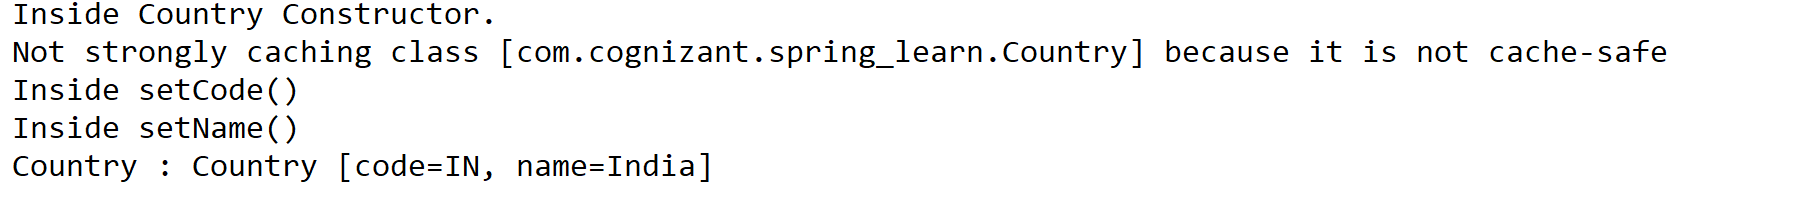 Inside Country Constructor.
Not strongly caching class [com.cognizant.spring_learn.Country] because it is not cache-safe
Inside setCode()
Inside setName()
Country : Country [code=IN, name=India]